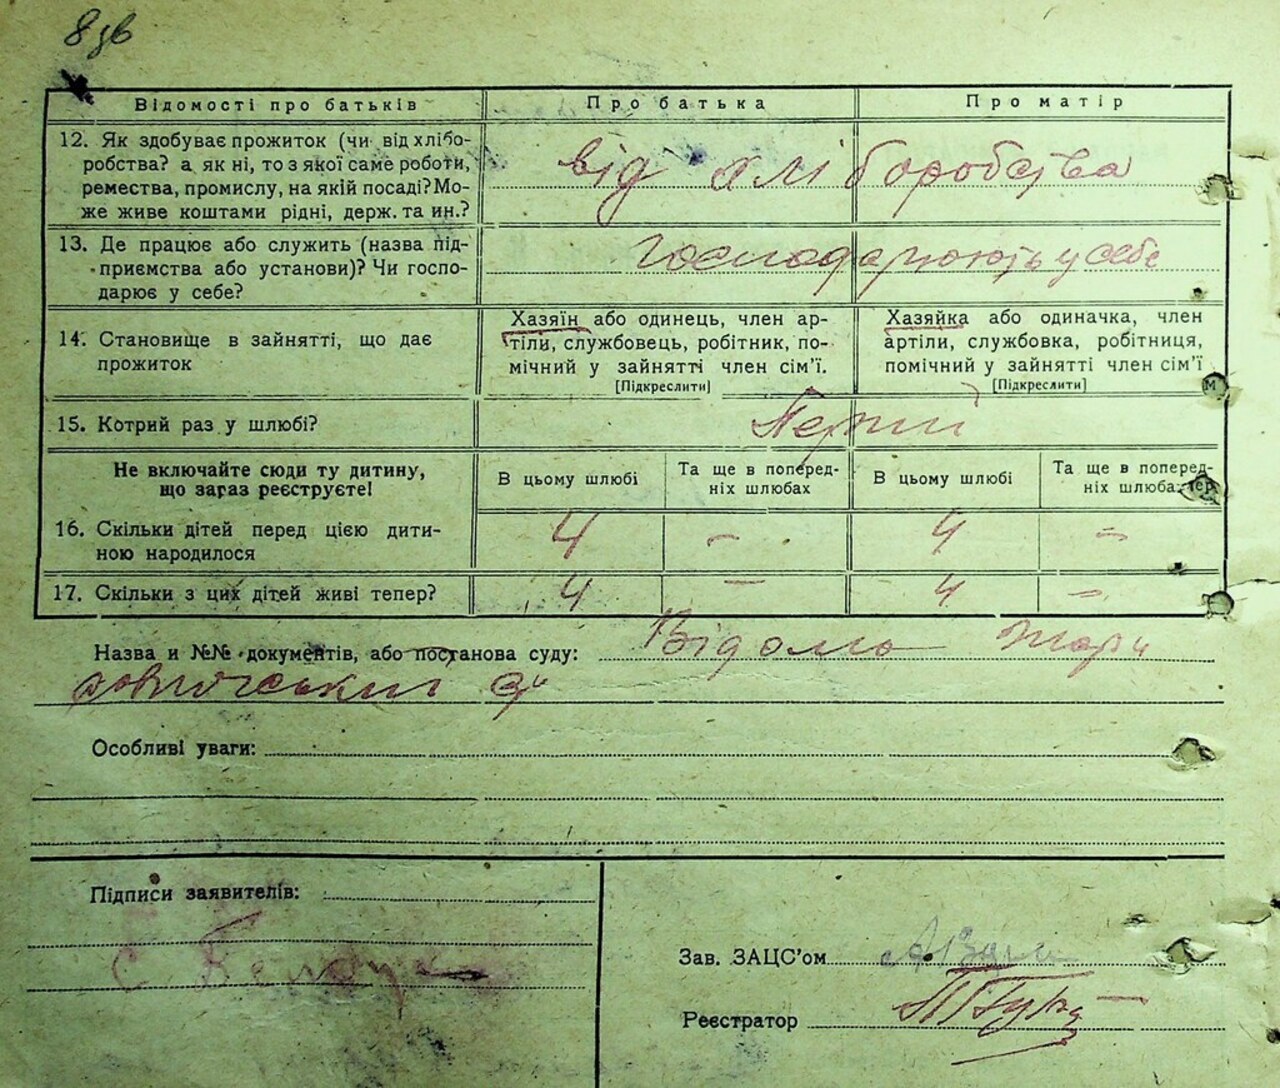 8 зв
Відомості про батьків Про батька Про матір
12. Як здобуває прожиток (чи від хлібо-
робства? а як ні, то з якої саме роботи,
ремества, промислу, на якій посаді? Мо-
же живе коштами рідні, держ. та ин.?
від хліборобства
13. Де працює або служить (назва під-
приємства або установи)? Чи госпо-
дарює у себе?
господарюють у себе
14. Становище в зайнятті, що дає
прожиток
Хазяїн або одинець, член ар-
тіли, службовець, робітник, по-
мічний у зайнятті член сім’ї.
[Підкреслити]
Хазяйка або одиначка, член
артіли, службовка, робітниця,
помічний у зайнятті член сім’ї
[Підкреслити]
15. Котрий раз у шлюбі?
Не включайте сюди ту дитину,
що зараз реєструєте!
В цьому шлюбі
Та ще в поперед-
ніх шлюбах
В цьому шлюбі
Та ще в поперед-
ніх шлюбах
16. Скільки дітей перед цією дити-
ною народилося
4 – 4 –
17. Скільки з цих дітей живі тепер?
4 – 4 –
Назва и №№ документів, або постанова суду: Відомо
Особливі уваги:
Підписи заявителів:
Зав. ЗАЦС’ом
Реєстратор